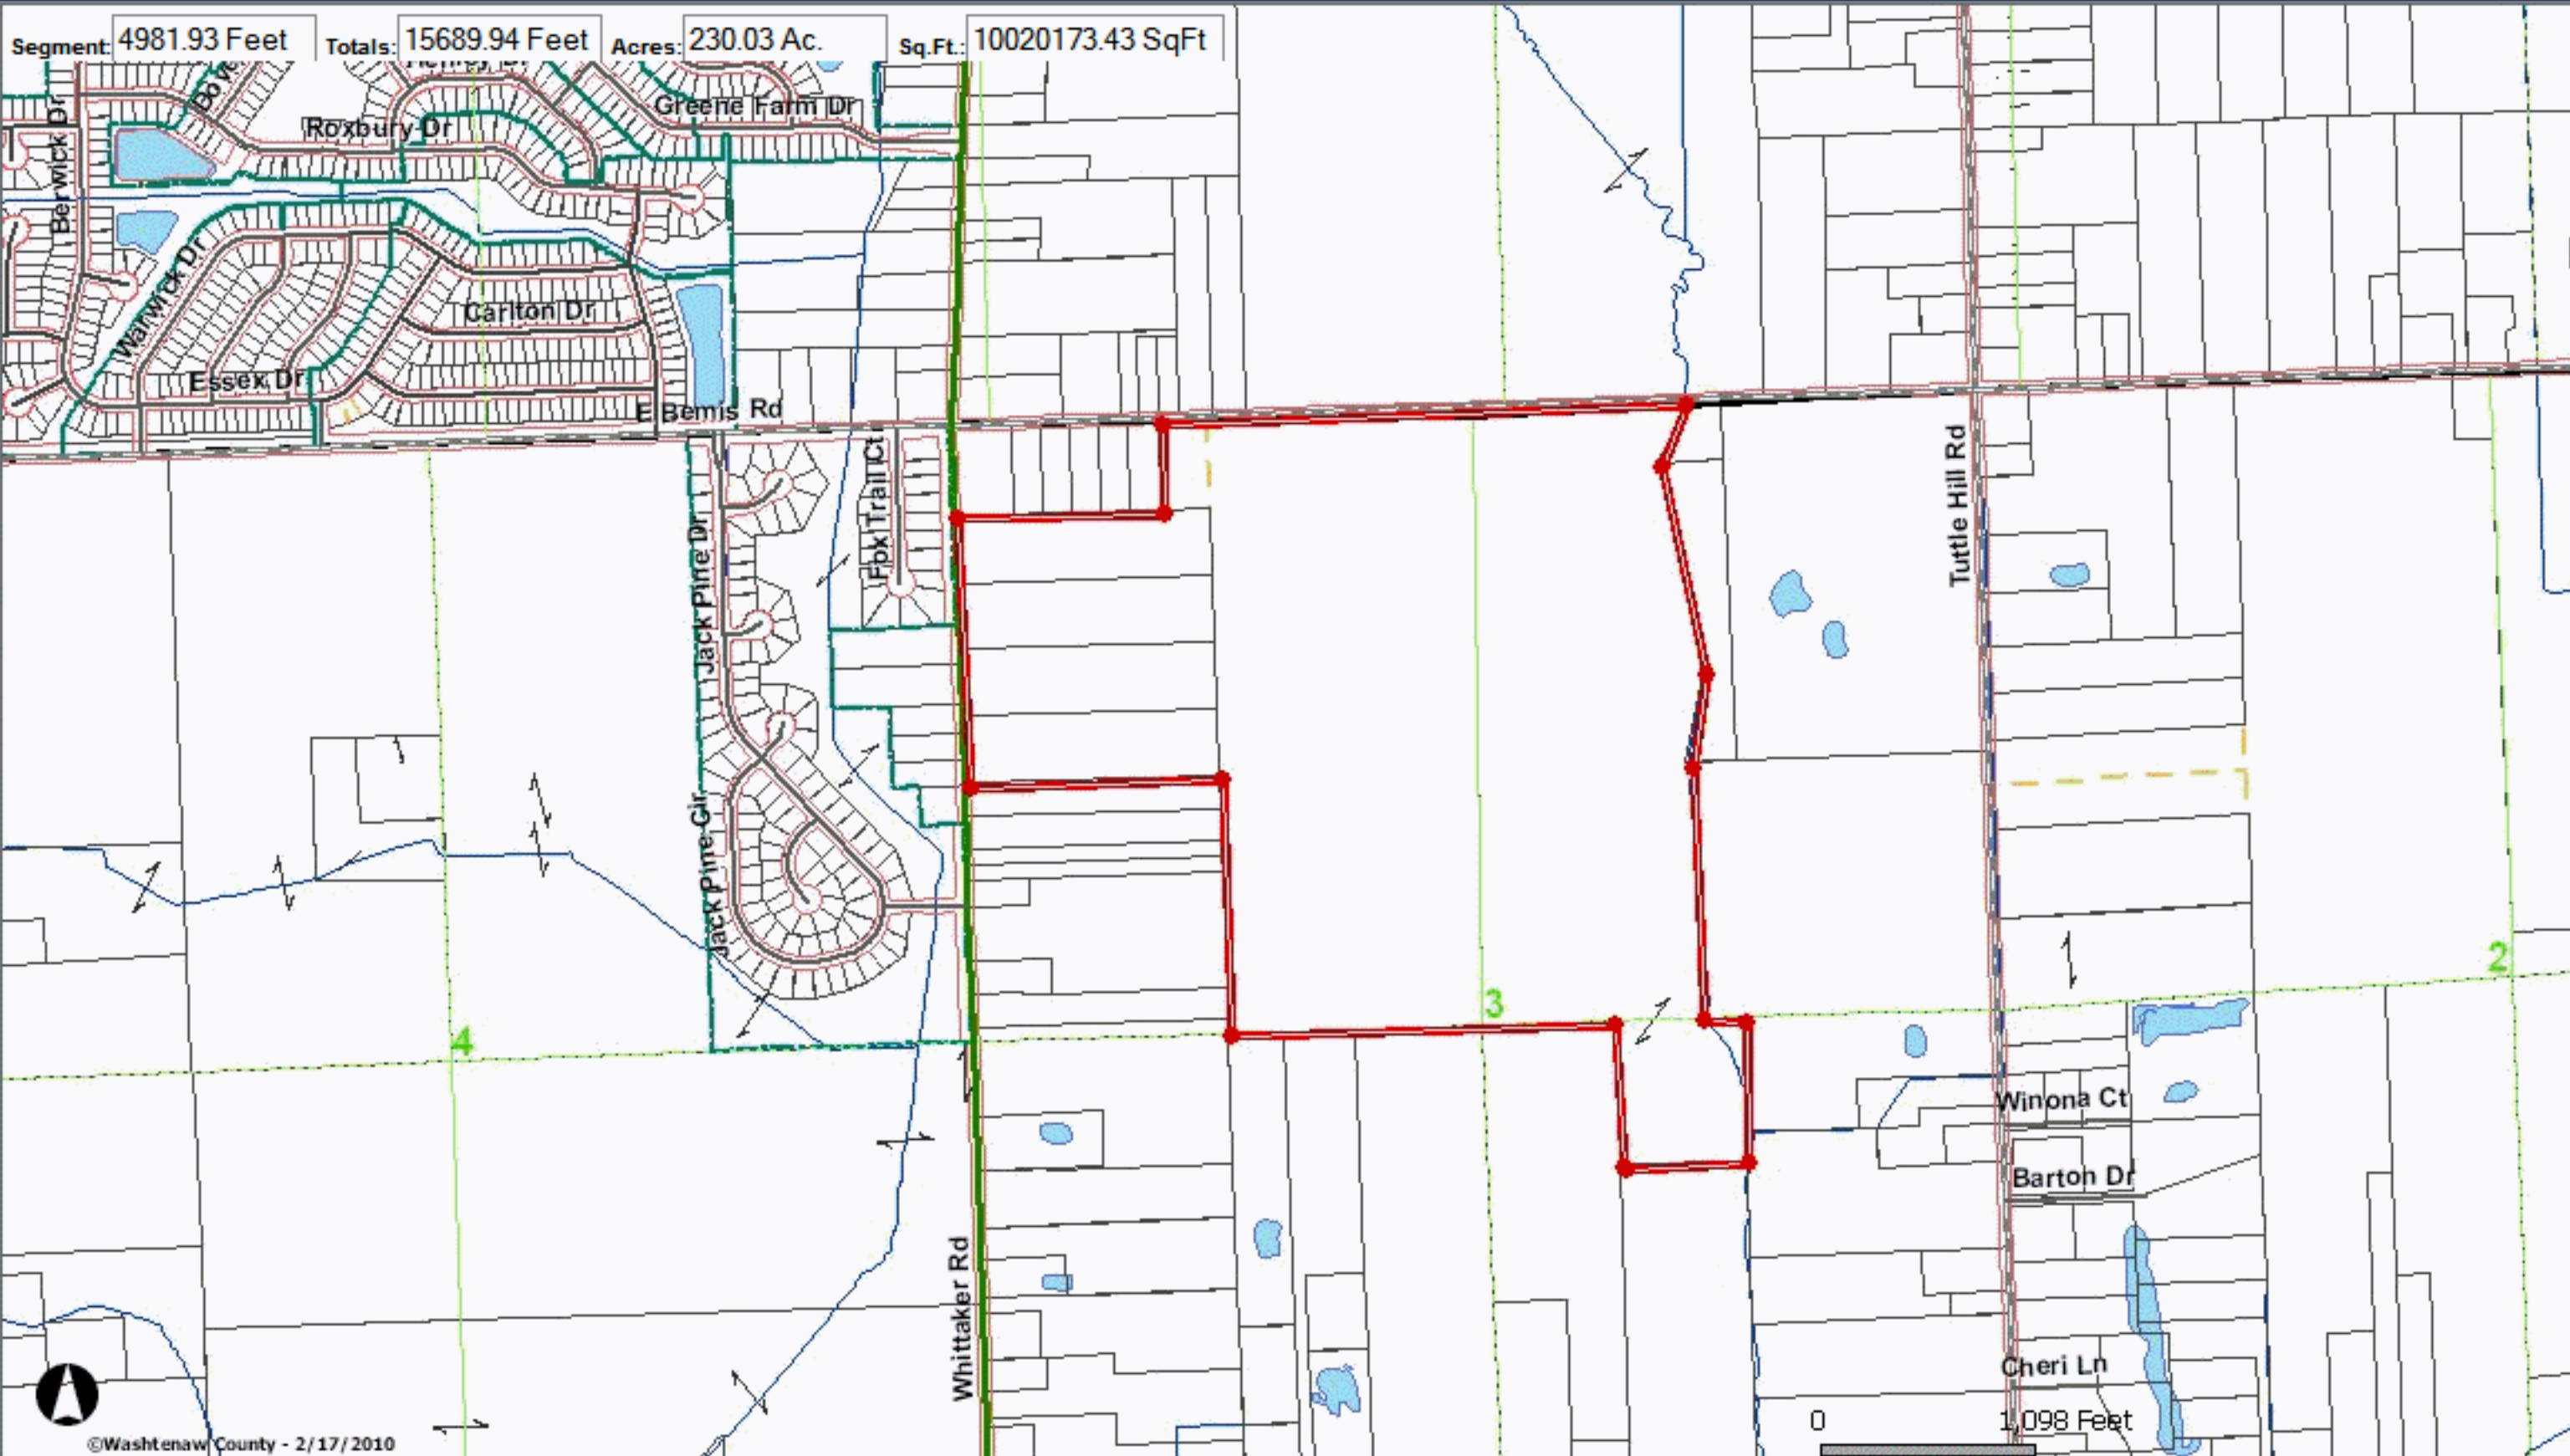 Segment: 4981.93 Feet Totals: 15689.94 Feet Acres: 230.03 Ac. Sq.Ft.: 10020173.43 SqFt
Henley Dr
Greene Farm Dr
Roxbury Dr
Berwick Dr
Warwick Dr
Carlton Dr
Essex Dr
E Bemis Rd
Fox Trail Ct
Jack Pine Dr
Tuttle Hill Rd
Jack Pine Cir
2
3
4
Winona Ct
Barton Dr
Whittaker Rd
Cheri Ln
0 1,098 Feet
©Washtenaw County - 2/17/2010